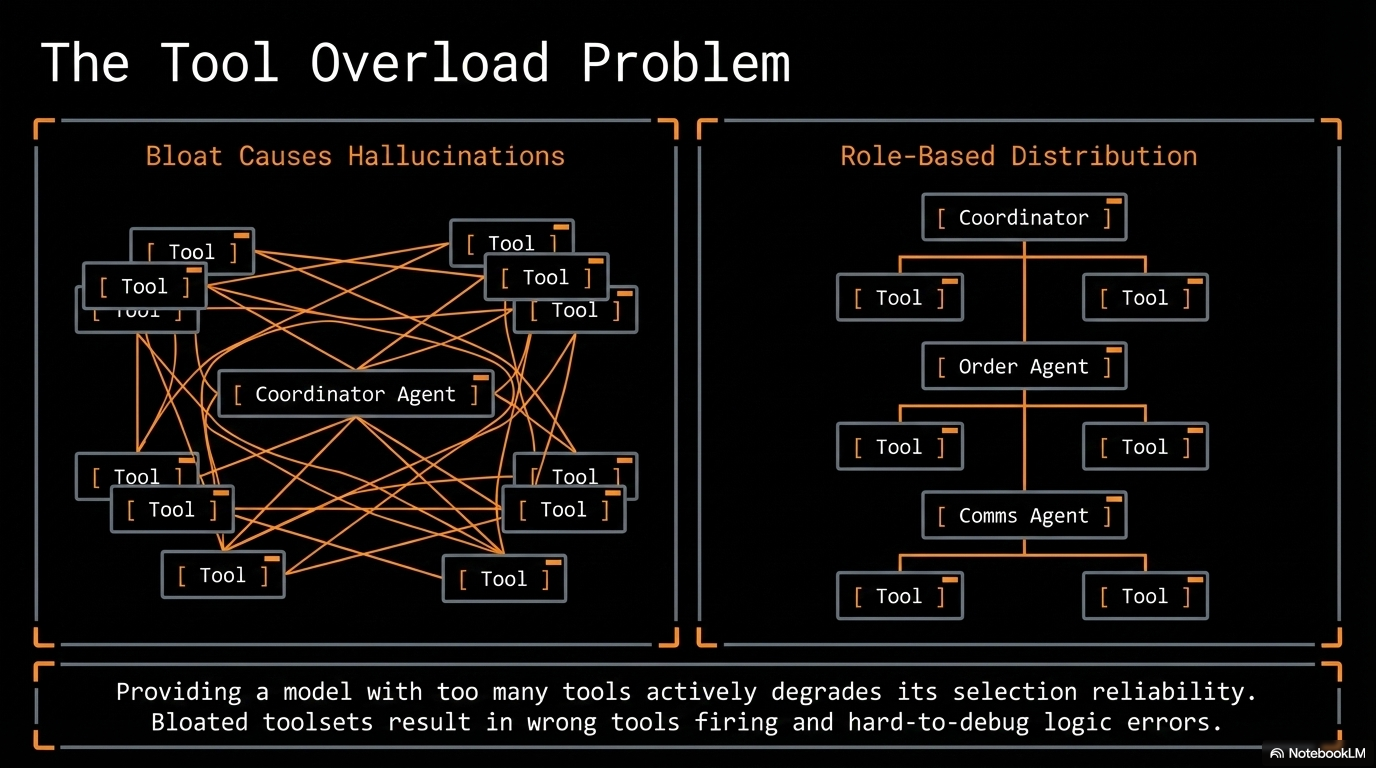 The Tool Overload Problem
Bloat Causes Hallucinations
[ Tool ]
[ Tool ]
[ Tool ]
[ Tool ]
[ Tool ]
[ Tool ]
[ Coordinator Agent ]
[ Tool ]
[ Tool ]
[ Tool ]
[ Tool ]
[ Tool ]
[ Tool ]
Role-Based Distribution
[ Coordinator ]
[ Tool ]
[ Tool ]
[ Order Agent ]
[ Tool ]
[ Tool ]
[ Comms Agent ]
[ Tool ]
[ Tool ]
Providing a model with too many tools actively degrades its selection reliability.
Bloated toolsets result in wrong tools firing and hard-to-debug logic errors.
NotebookLM